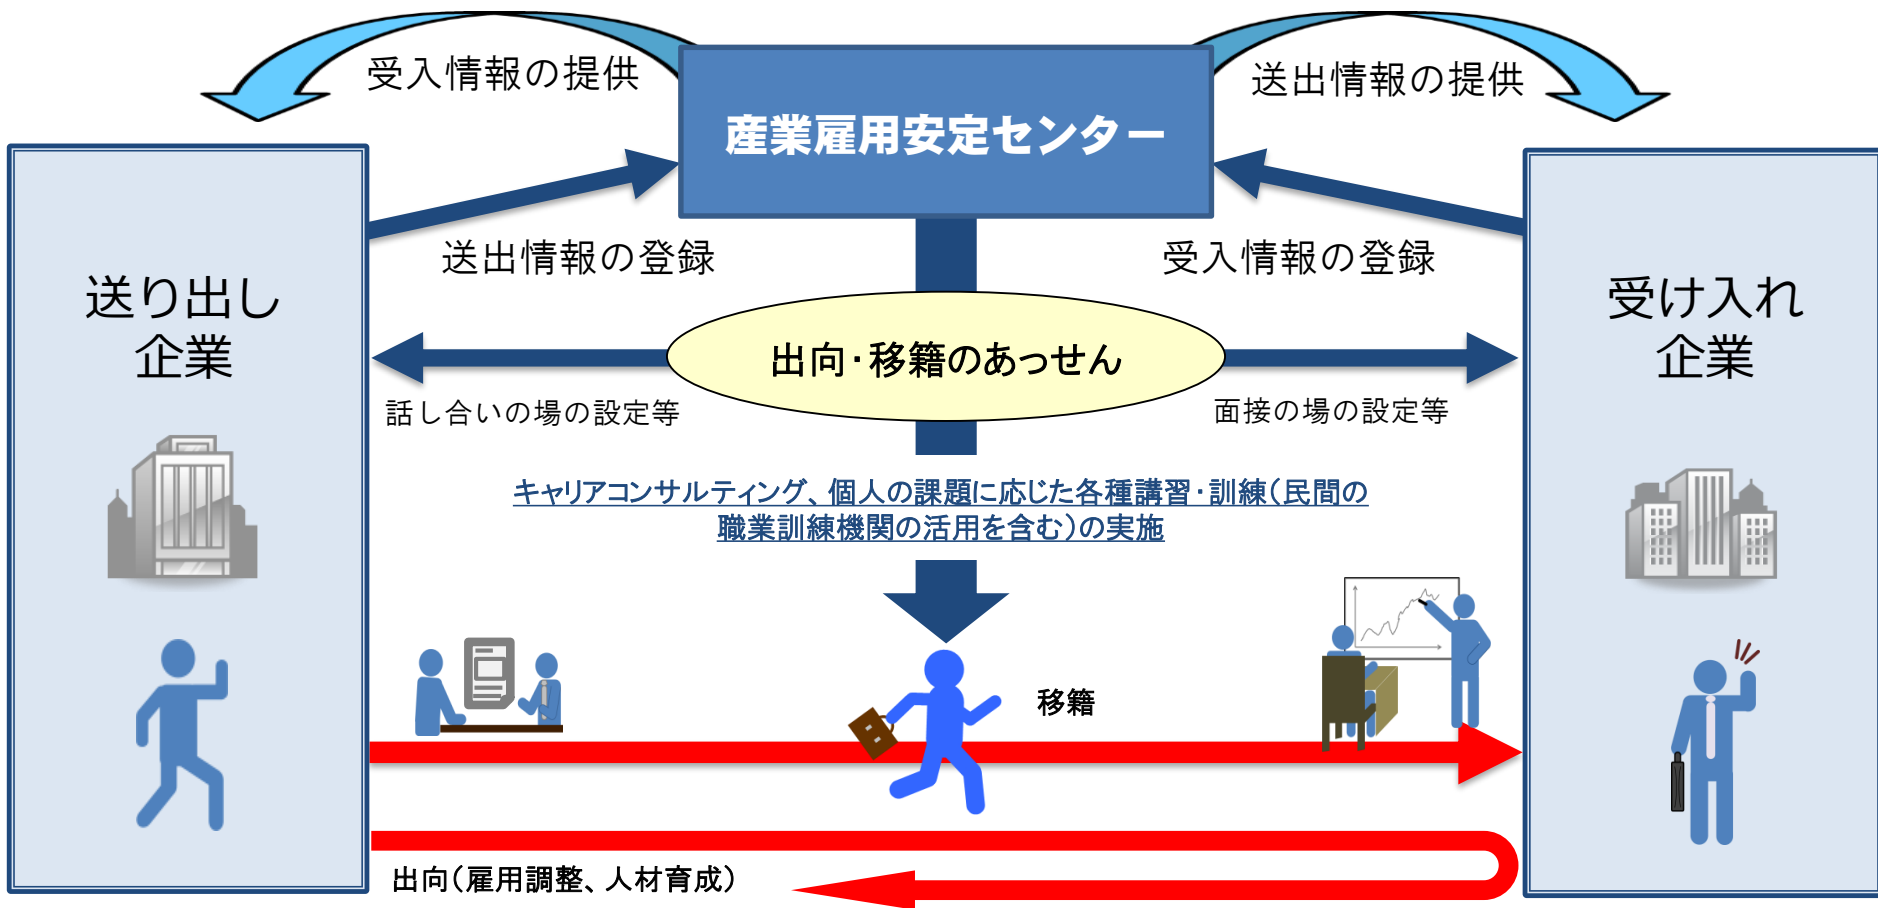 受入情報の提供
送出情報の提供
産業雇用安定センター
送出情報の登録
受入情報の登録
送り出し
企業
受け入れ
企業
出向・移籍のあっせん
話し合いの場の設定等
面接の場の設定等
キャリアコンサルティング、個人の課題に応じた各種講習・訓練（民間の
職業訓練機関の活用を含む）の実施
移籍
出向（雇用調整、人材育成）